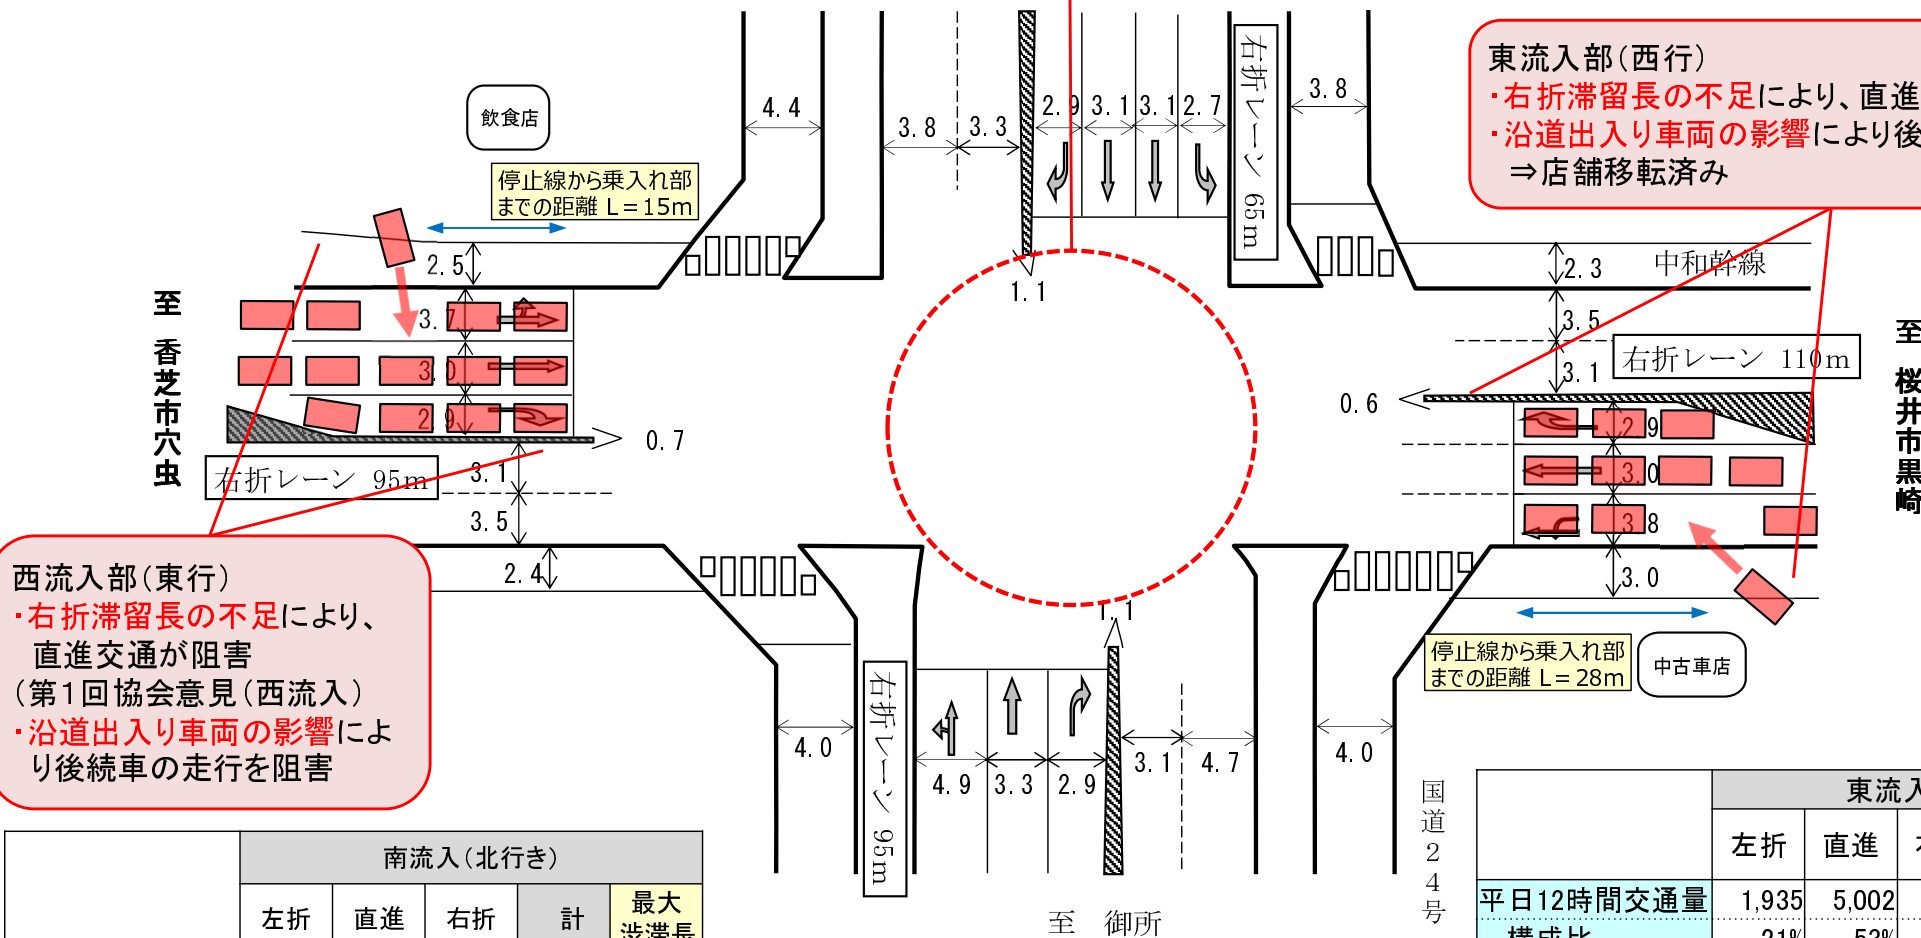 東流入部（西行）
・右折滞留長の不足により、直進
・沿道出入り車両の影響により後
⇒店舗移転済み
飲食店
停止線から乗入れ部
までの距離 L＝15m
4.4
3.8
3.3
2.9
3.1
3.1
2.7
右折レーン 65m
3.8
2.5
3.7
3.0
2.9
1.1
2.3
中和幹線
3.5
3.1
右折レーン 110m
至 香芝市穴虫
至 桜井市黒崎
0.6
0.7
右折レーン 95m
3.1
3.5
2.4
2.9
3.0
3.8
3.0
西流入部（東行）
・右折滞留長の不足により、
直進交通が阻害
（第１回協会意見（西流入）
・沿道出入り車両の影響によ
り後続車の走行を阻害
停止線から乗入れ部
までの距離 L＝28m
中古車店
1.1
4.0
右折レーン 95m
4.9
3.3
2.9
3.1
4.7
4.0
国道24号
至 御所
南流入（北行き）
左折
直進
右折
計
最大
渋滞長
東流入
左折
直進
平日12時間交通量
1,935
5,002
構成比
21%
53%